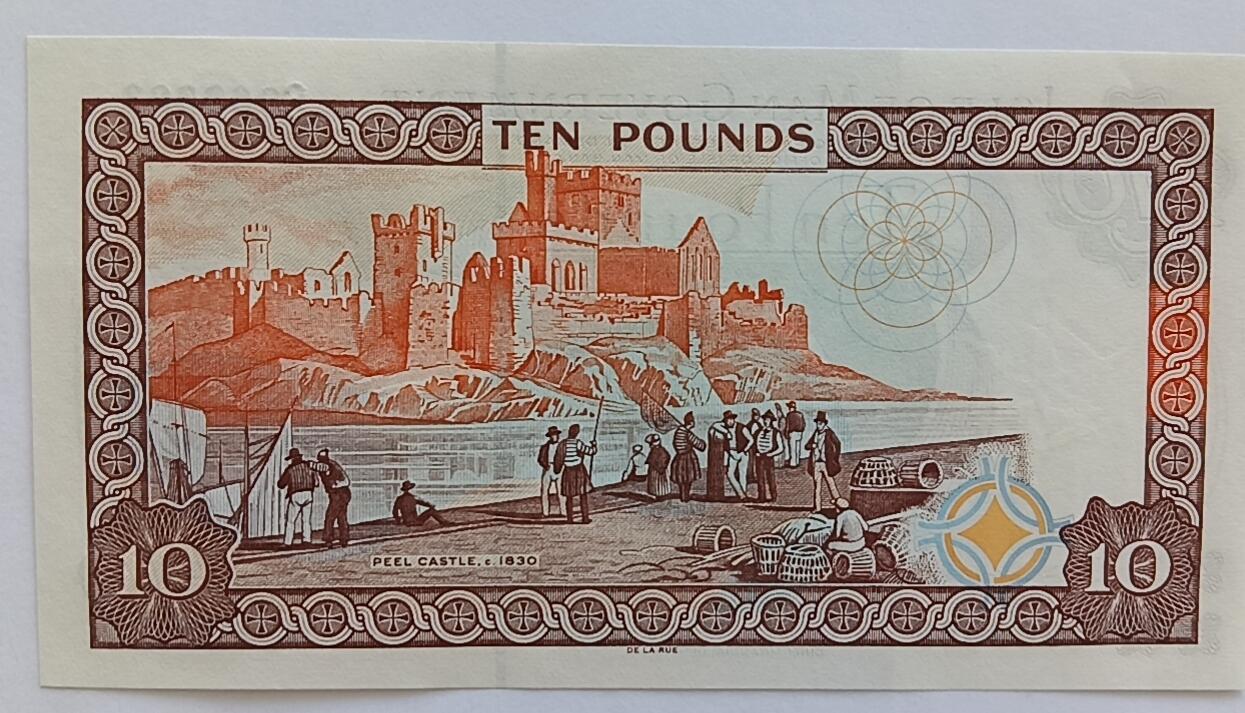 TEN POUNDS
10
PEEL CASTLE, c. 1830
10
DE LA RUE